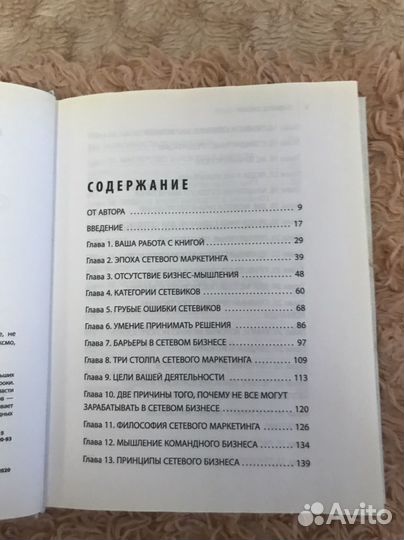 СОДЕРЖАНИЕ
ОТ АВТОРА 9
ВВЕДЕНИЕ 17
Глава 1. ВАША РАБОТА С КНИГОЙ 29
Глава 2. ЭПОХА СЕТЕВОГО МАРКЕТИНГА 39
Глава 3. ОТСУТСТВИЕ БИЗНЕС-МЫШЛЕНИЯ 48
Глава 4. КАТЕГОРИИ СЕТЕВИКОВ 60
Глава 5. ГРУБЫЕ ОШИБКИ СЕТЕВИКОВ 68
Глава 6. УМЕНИЕ ПРИНИМАТЬ РЕШЕНИЯ 86
Глава 7. БАРЬЕРЫ В СЕТЕВОМ БИЗНЕСЕ 97
Глава 8. ТРИ СТОЛПА СЕТЕВОГО МАРКЕТИНГА 109
Глава 9. ЦЕЛИ ВАШЕЙ ДЕЯТЕЛЬНОСТИ 113
Глава 10. ДВЕ ПРИЧИНЫ ТОГО, ПОЧЕМУ НЕ ВСЕ МОГУТ
ЗАРАБАТЫВАТЬ В СЕТЕВОМ БИЗНЕСЕ 120
Глава 11. ФИЛОСОФИЯ СЕТЕВОГО МАРКЕТИНГА 126
Глава 12. МЫШЛЕНИЕ КОМАНДНОГО БИЗНЕСА 134
Глава 13. ПРИНЦИПЫ СЕТЕВОГО БИЗНЕСА 139
Avito